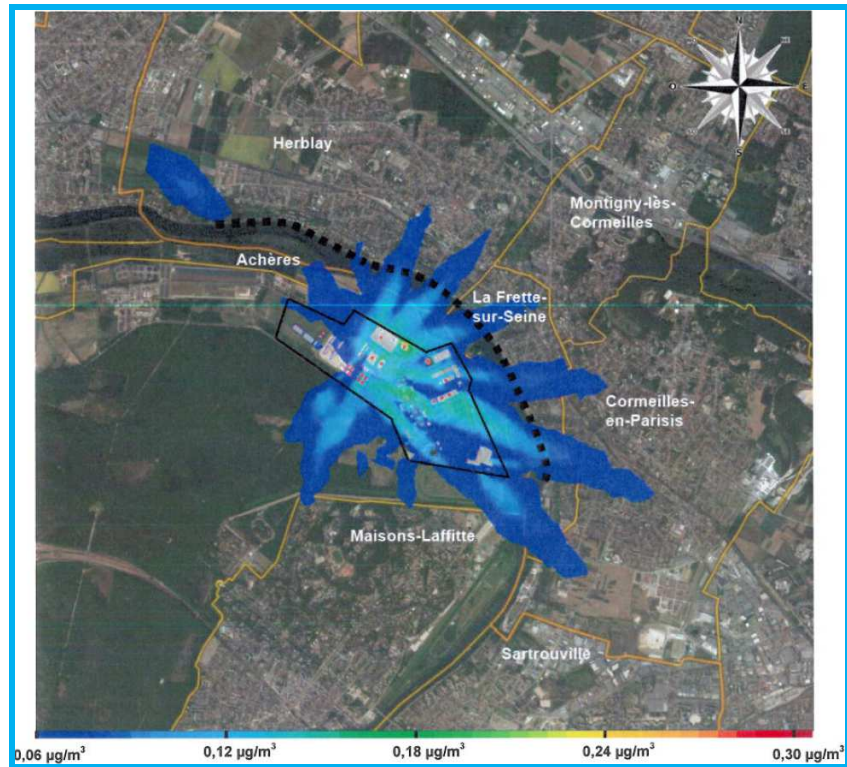 N
O
E
S
Herblay
Montigny-lès-
Cormeilles
Achères
La Frette-
sur-Seine
Cormeilles-
en-Parisis
Maisons-Laffitte
Sartrouville
0,06 µg/m³
0,12 µg/m³
0,18 µg/m³
0,24 µg/m³
0,30 µg/m³